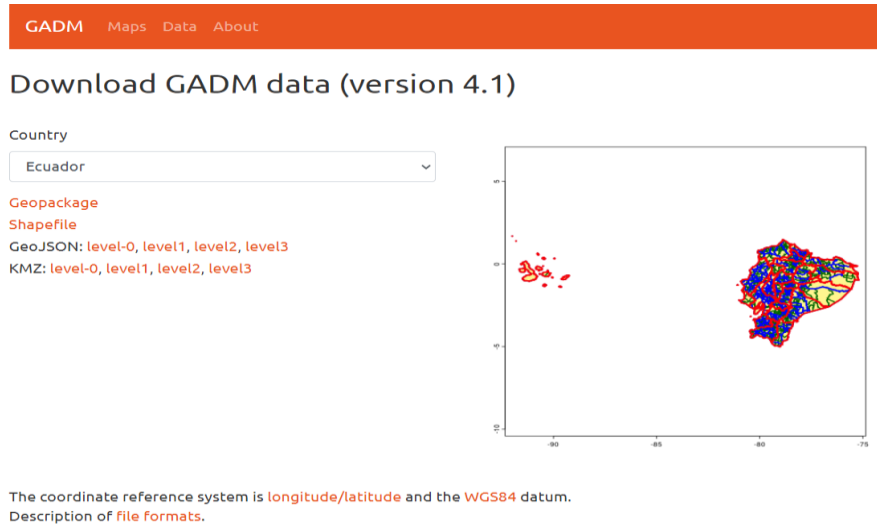 GADM Maps Data About
Download GADM data (version 4.1)
Country
Ecuador
Geopackage
Shapefile
GeoJSON: level-0, level1, level2, level3
KMZ: level-0, level1, level2, level3
5
0
-5
-10
-90 -85 -80 -75
The coordinate reference system is longitude/latitude and the WGS84 datum.
Description of file formats.